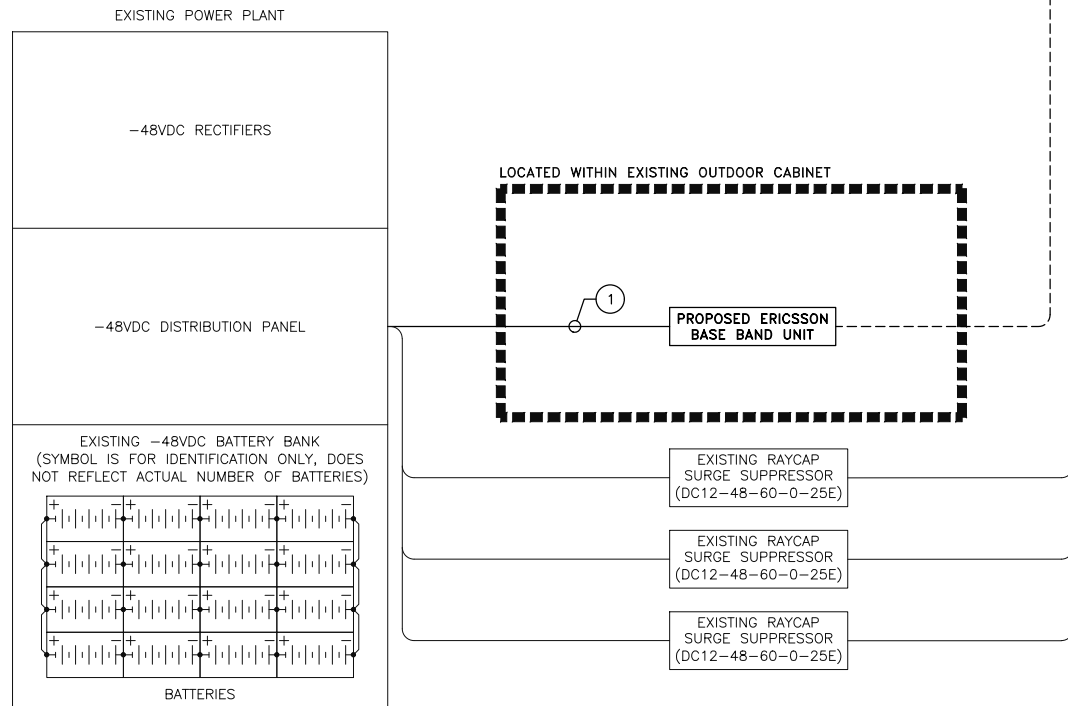 EXISTING POWER PLANT
-48VDC RECTIFIERS
LOCATED WITHIN EXISTING OUTDOOR CABINET
1
-48VDC DISTRIBUTION PANEL
PROPOSED ERICSSON
BASE BAND UNIT
EXISTING -48VDC BATTERY BANK
(SYMBOL IS FOR IDENTIFICATION ONLY, DOES
NOT REFLECT ACTUAL NUMBER OF BATTERIES)
+ - + - + - + -
+ - + - + - + -
+ - + - + - + -
+ - + - + - + -
BATTERIES
EXISTING RAYCAP
SURGE SUPPRESSOR
(DC12-48-60-0-25E)
EXISTING RAYCAP
SURGE SUPPRESSOR
(DC12-48-60-0-25E)
EXISTING RAYCAP
SURGE SUPPRESSOR
(DC12-48-60-0-25E)